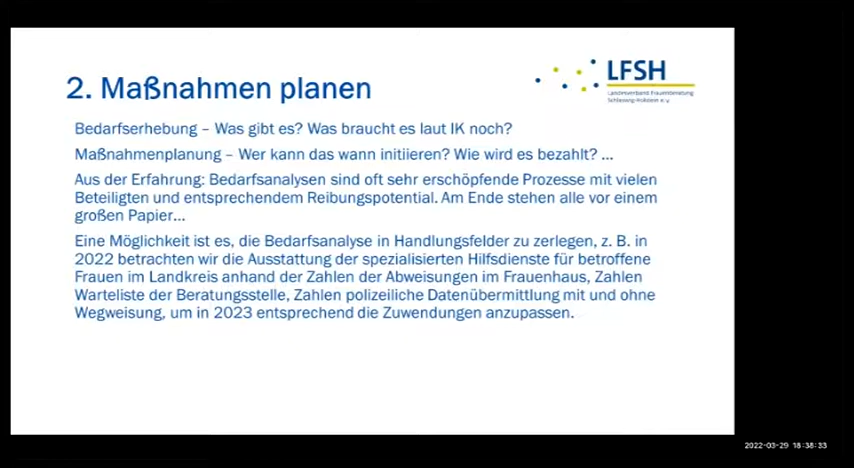 2. Maßnahmen planen
LFSH
Landesverband Frauenberatung
Schleswig-Holstein e.V.
Bedarfserhebung – Was gibt es? Was braucht es laut IK noch?
Maßnahmenplanung – Wer kann das wann initiieren? Wie wird es bezahlt? ...
Aus der Erfahrung: Bedarfsanalysen sind oft sehr erschöpfende Prozesse mit vielen
Beteiligten und entsprechendem Reibungspotential. Am Ende stehen alle vor einem
großen Papier...
Eine Möglichkeit ist es, die Bedarfsanalyse in Handlungsfelder zu zerlegen, z. B. in
2022 betrachten wir die Ausstattung der spezialisierten Hilfsdienste für betroffene
Frauen im Landkreis anhand der Zahlen der Abweisungen im Frauenhaus, Zahlen
Warteliste der Beratungsstelle, Zahlen polizeiliche Datenübermittlung mit und ohne
Wegweisung, um in 2023 entsprechend die Zuwendungen anzupassen.
2022-03-29 18:38:33